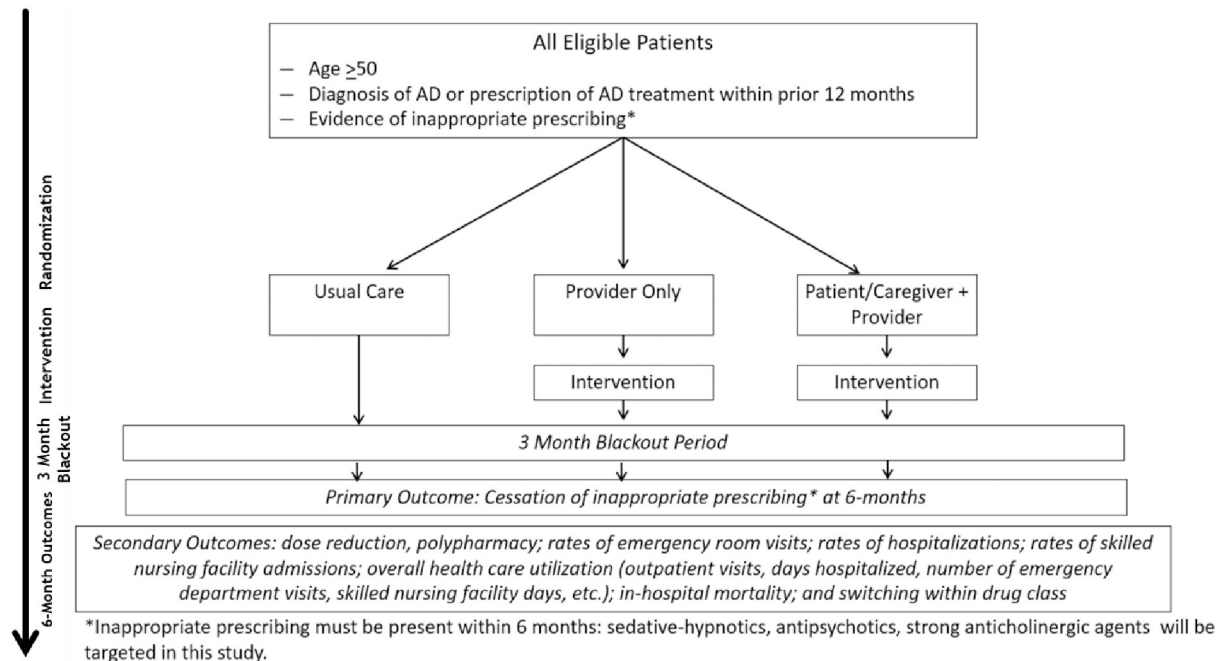 All Eligible Patients
— Age ≥50
— Diagnosis of AD or prescription of AD treatment within prior 12 months
— Evidence of inappropriate prescribing*
Randomization
Usual Care
Provider Only
Patient/Caregiver +
Provider
Intervention
Intervention
Intervention
3 Month
Blackout
3 Month Blackout Period
6-Month Outcomes
Primary Outcome: Cessation of inappropriate prescribing* at 6-months
Secondary Outcomes: dose reduction, polypharmacy; rates of emergency room visits; rates of hospitalizations; rates of skilled
nursing facility admissions; overall health care utilization (outpatient visits, days hospitalized, number of emergency
department visits, skilled nursing facility days, etc.); in-hospital mortality; and switching within drug class
*Inappropriate prescribing must be present within 6 months: sedative-hypnotics, antipsychotics, strong anticholinergic agents will be
targeted in this study.